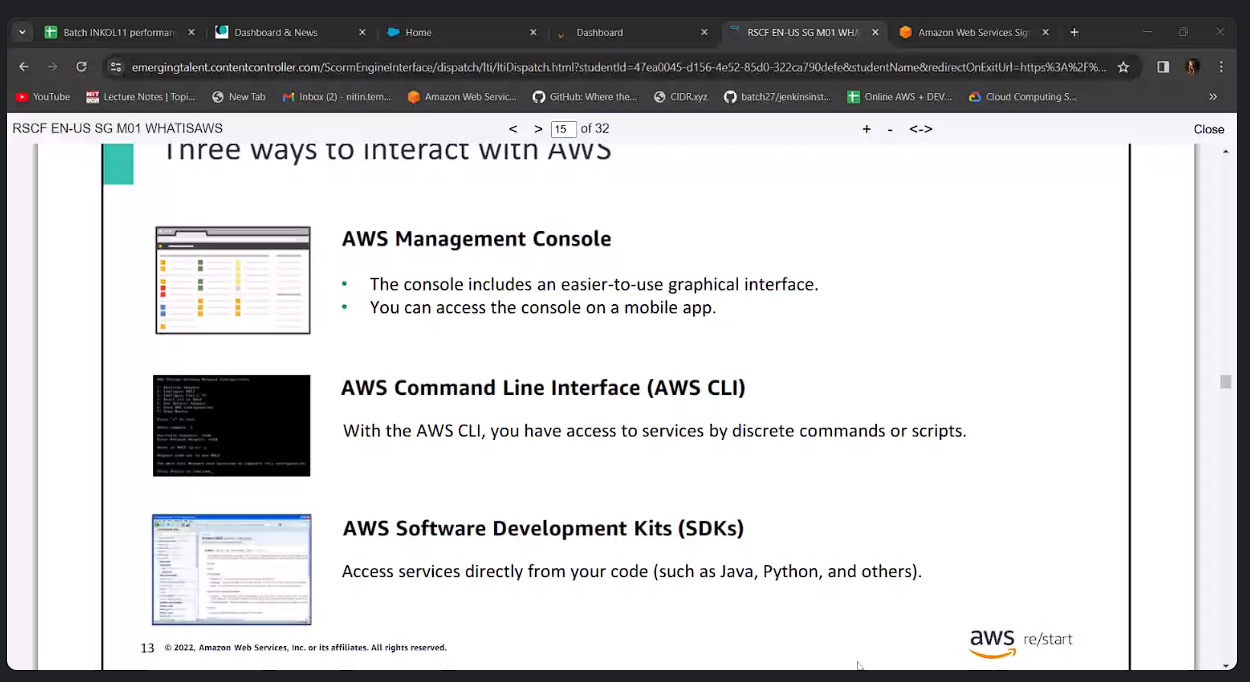 Batch INKOL11 performan
Dashboard & News
Home
Dashboard
RSCF EN-US SG M01 WH
Amazon Web Services Sig
emergingtalent.contentcontroller.com/ScormEngineInterface/dispatch/lti/ltiDispatch.html?studentId=47ea0045-d156-4e52-85d0-322ca790defe&studentName&redirectOnExitUrl=https%3A%2F%...
YouTube
Lecture Notes | Topi...
New Tab
Inbox (2) - nitin.tem...
Amazon Web Servic...
GitHub: Where the...
CIDR.xyz
batch27/jenkinsinst...
Online AWS + DEV...
Cloud Computing S...
RSCF EN-US SG M01 WHATISAWS
< > 15 of 32
+ - <->
Close
Three ways to interact with AWS
AWS Management Console
• The console includes an easier-to-use graphical interface.
• You can access the console on a mobile app.
AWS Command Line Interface (AWS CLI)
With the AWS CLI, you have access to services by discrete commands or scripts.
AWS Software Development Kits (SDKs)
Access services directly from your code (such as Java, Python, and others).
13 © 2022, Amazon Web Services, Inc. or its affiliates. All rights reserved.
aws re/start